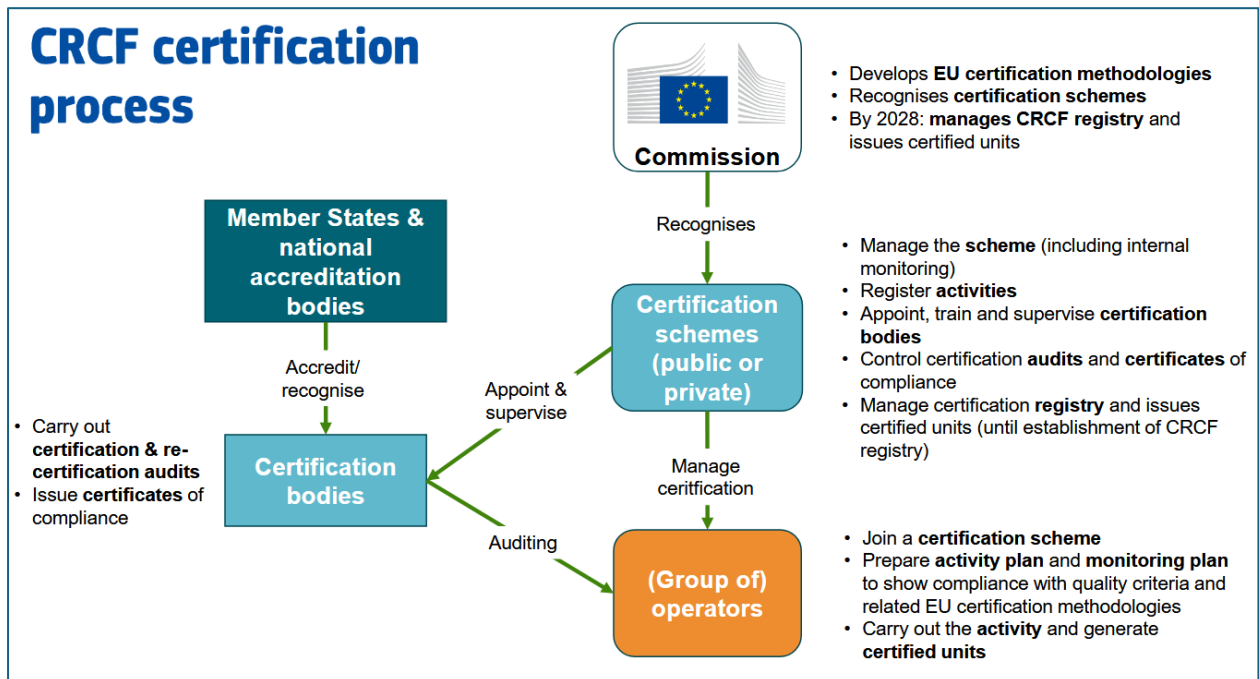 CRCF certification
process
Commission
• Develops EU certification methodologies
• Recognises certification schemes
• By 2028: manages CRCF registry and
issues certified units
Recognises
Member States &
national
accreditation
bodies
Accredit/
recognise
Certification
schemes
(public or
private)
• Manage the scheme (including internal
monitoring)
• Register activities
• Appoint, train and supervise certification
bodies
• Control certification audits and certificates of
compliance
• Manage certification registry and issues
certified units (until establishment of CRCF
registry)
Appoint &
supervise
• Carry out
certification & re-
certification audits
• Issue certificates of
compliance
Certification
bodies
Manage
ceritfication
Auditing
(Group of)
operators
• Join a certification scheme
• Prepare activity plan and monitoring plan
to show compliance with quality criteria and
related EU certification methodologies
• Carry out the activity and generate
certified units